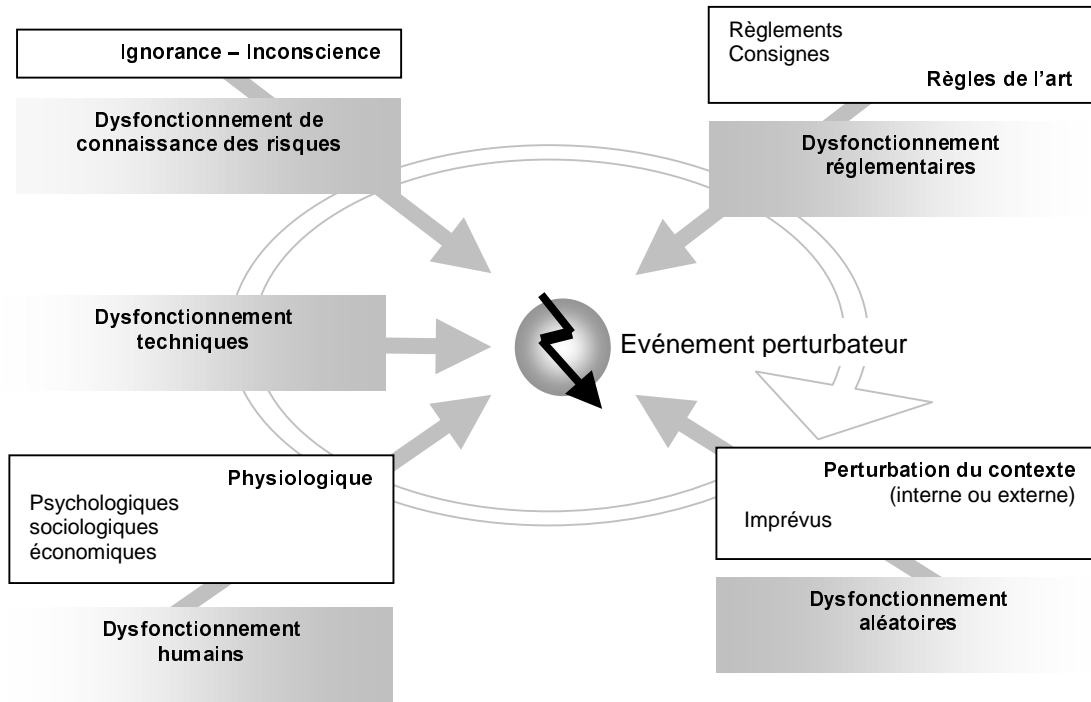 Ignorance – Inconscience
Dysfonctionnement de
connaissance des risques
Règlements
Consignes
Règles de l'art
Dysfonctionnement
réglementaires
Dysfonctionnement
techniques
Evénement perturbateur
Physiologique
Psychologiques
sociologiques
économiques
Dysfonctionnement
humains
Perturbation du contexte
(interne ou externe)
Imprévus
Dysfonctionnement
aléatoires